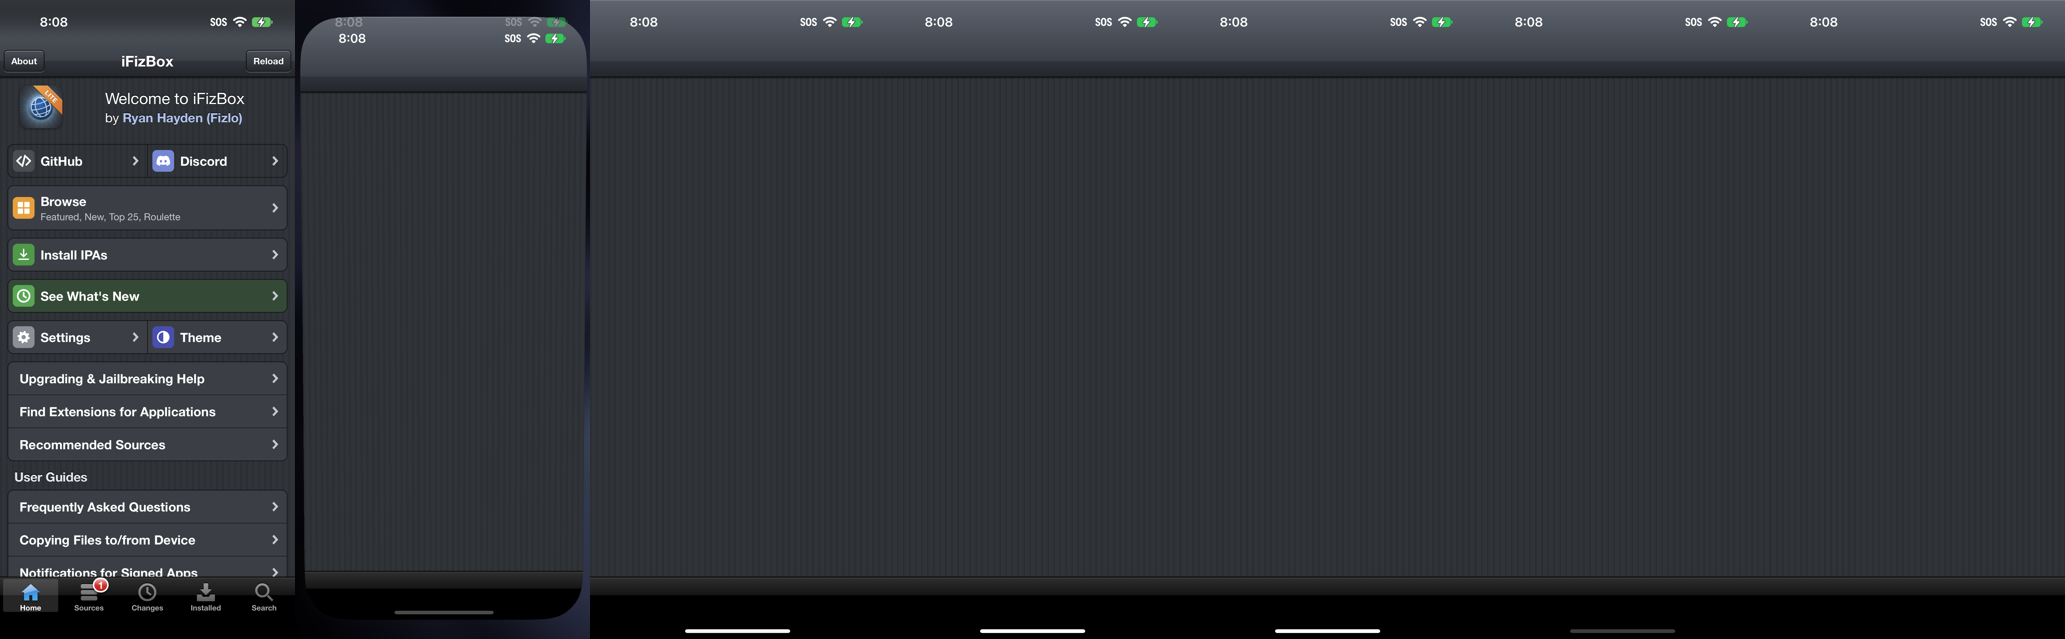 8:08 SOS
About iFizBox Reload
LITE
Welcome to iFizBox
by Ryan Hayden (Fizlo)
GitHub Discord
Browse
Featured, New, Top 25, Roulette
Install IPAs
See What's New
Settings Theme
Upgrading & Jailbreaking Help
Find Extensions for Applications
Recommended Sources
User Guides
Frequently Asked Questions
Copying Files to/from Device
Notifications for Signed Apps
1
Home Sources Changes Installed Search
8:08 SOS
8:08 SOS
8:08 SOS
8:08 SOS
8:08 SOS
8:08 SOS
8:08 SOS